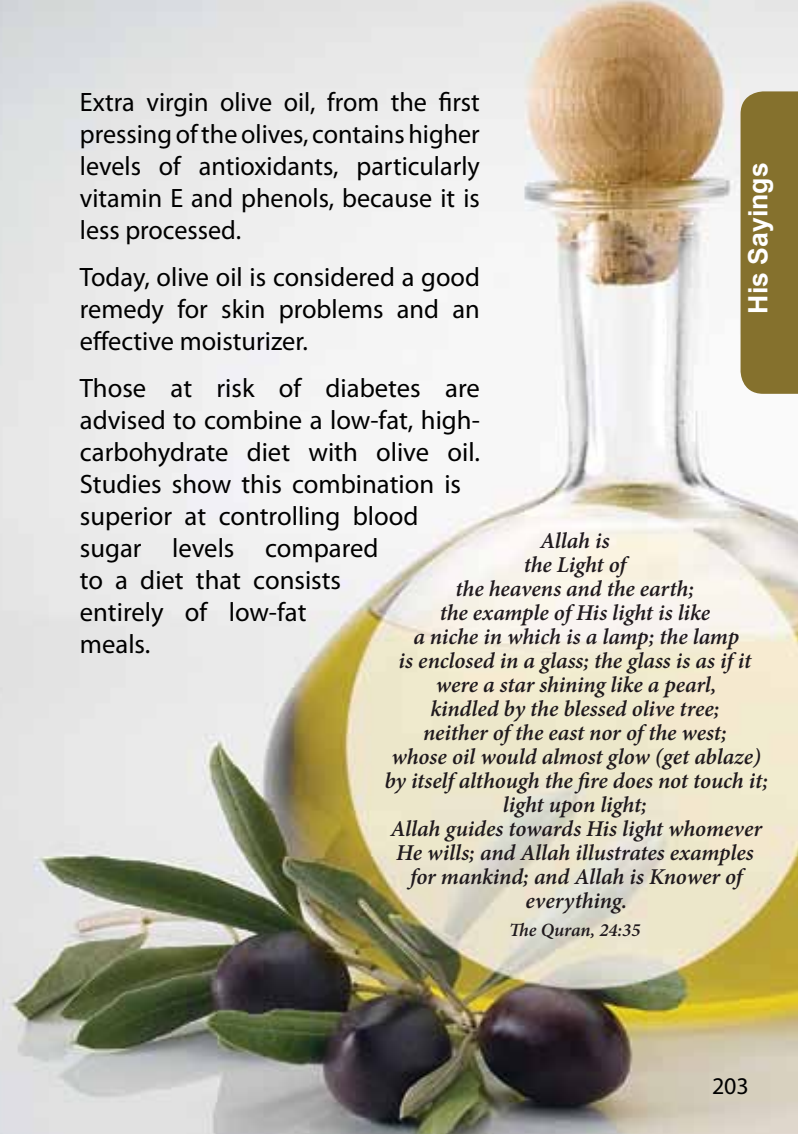 Extra virgin olive oil, from the first
pressing of the olives, contains higher
levels of antioxidants, particularly
vitamin E and phenols, because it is
less processed.
Today, olive oil is considered a good
remedy for skin problems and an
effective moisturizer.
Those at risk of diabetes are
advised to combine a low-fat, high-
carbohydrate diet with olive oil.
Studies show this combination is
superior at controlling blood
sugar levels compared
to a diet that consists
entirely of low-fat
meals.
His Sayings
Allah is
the Light of
the heavens and the earth;
the example of His light is like
a niche in which is a lamp; the lamp
is enclosed in a glass; the glass is as if it
were a star shining like a pearl,
kindled by the blessed olive tree;
neither of the east nor of the west;
whose oil would almost glow (get ablaze)
by itself although the fire does not touch it;
light upon light;
Allah guides towards His light whomever
He wills; and Allah illustrates examples
for mankind; and Allah is Knower of
everything.
The Quran, 24:35
203